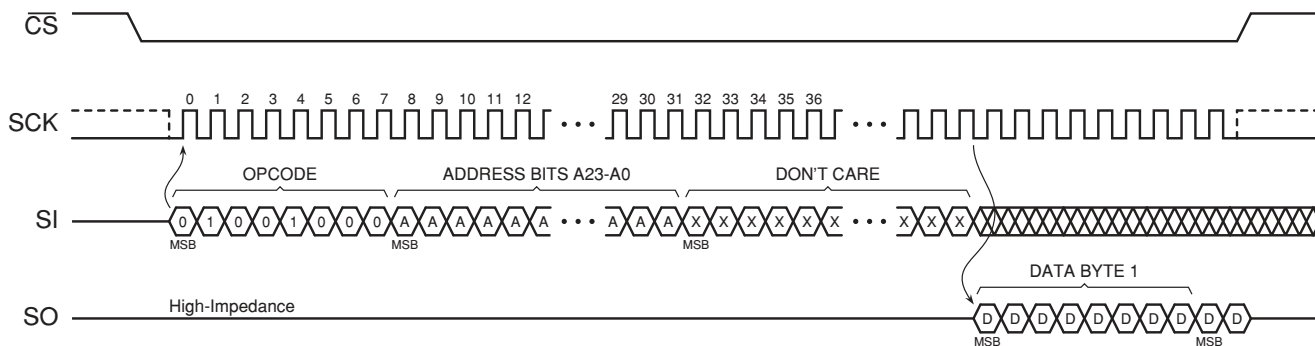 CS
0 1 2 3 4 5 6 7 8 9 10 11 12 29 30 31 32 33 34 35 36
SCK ••• •••
OPCODE ADDRESS BITS A23-A0 DON'T CARE
SI 0 1 0 0 1 0 0 0 A A A A A A ••• A A A X X X X X X ••• X X X
MSB MSB MSB
DATA BYTE 1
High-Impedance
SO D D D D D D D D D D
MSB MSB